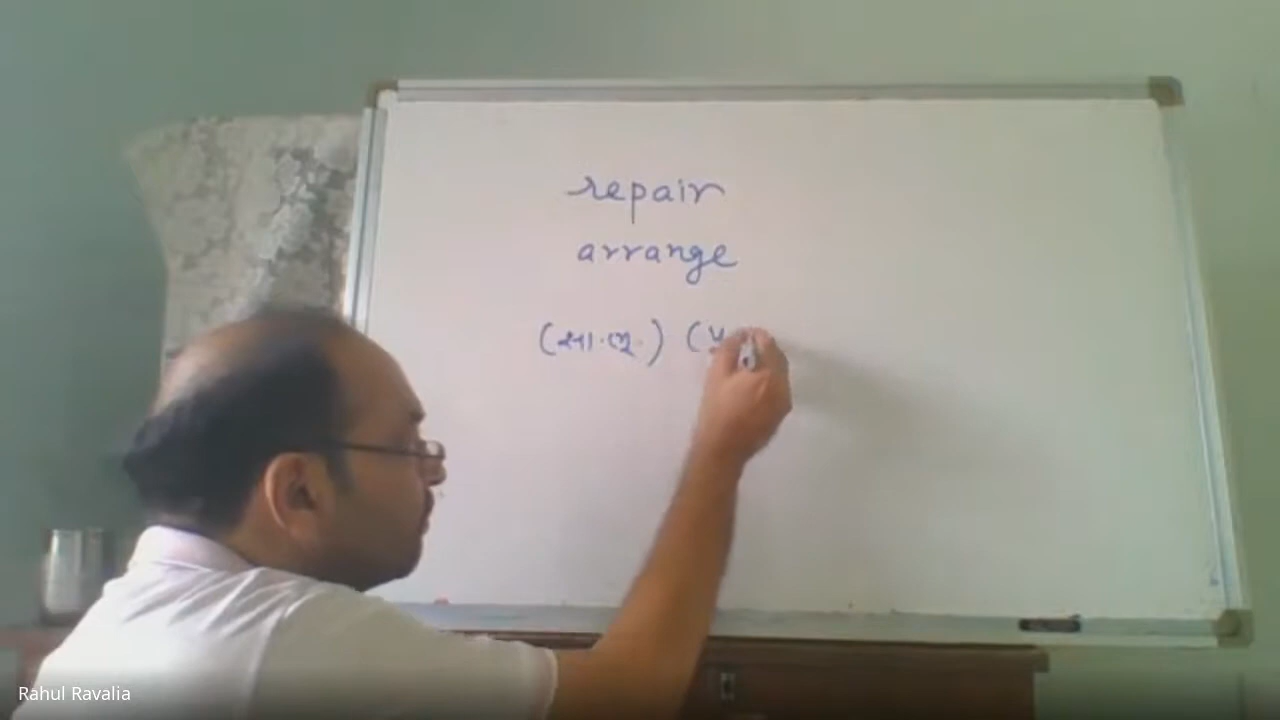 repair
arrange
(સા.ભૂ.) (પૂ
Rahul Ravalia